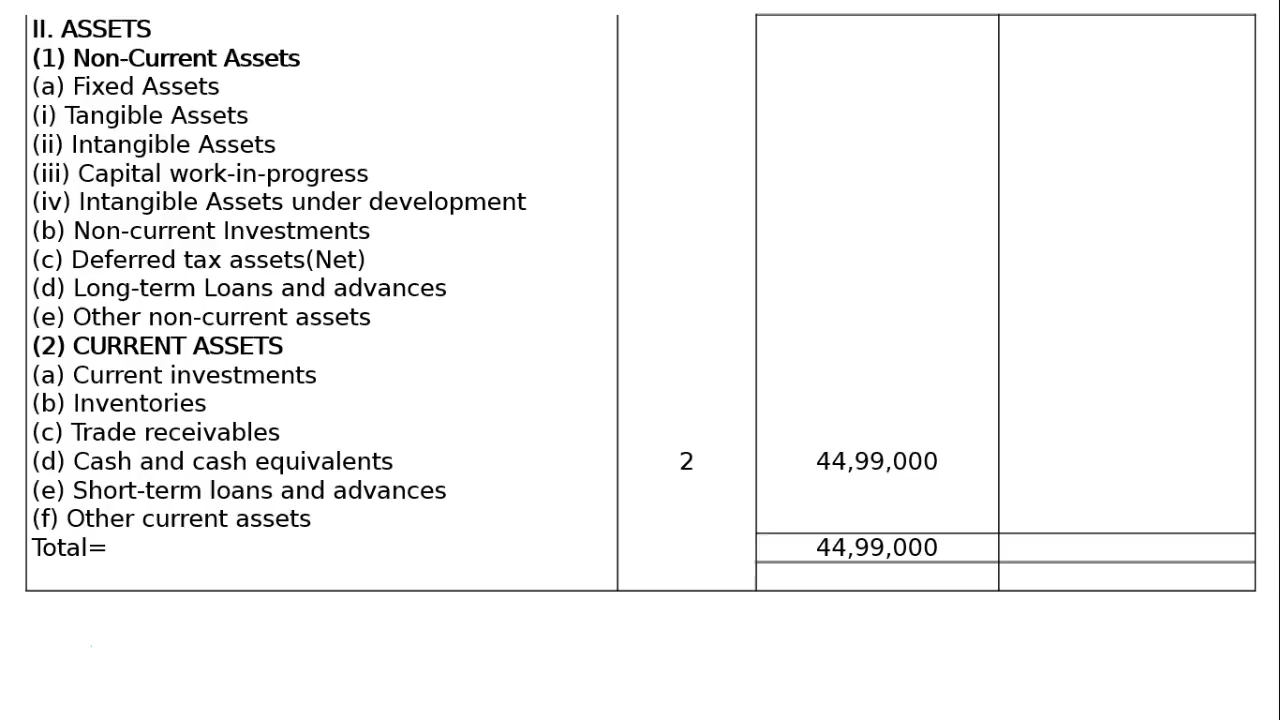 II. ASSETS
(1) Non-Current Assets
(a) Fixed Assets
(i) Tangible Assets
(ii) Intangible Assets
(iii) Capital work-in-progress
(iv) Intangible Assets under development
(b) Non-current Investments
(c) Deferred tax assets(Net)
(d) Long-term Loans and advances
(e) Other non-current assets
(2) CURRENT ASSETS
(a) Current investments
(b) Inventories
(c) Trade receivables
(d) Cash and cash equivalents 2 44,99,000
(e) Short-term loans and advances
(f) Other current assets
Total= 44,99,000